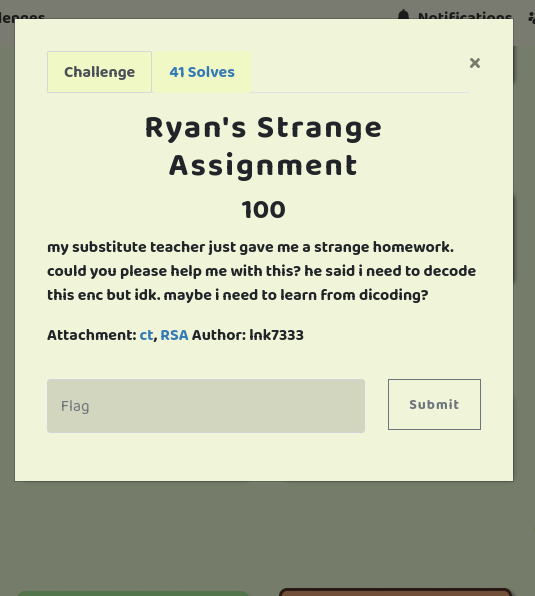 lenges
Notifications
×
Challenge
41 Solves
Ryan's Strange
Assignment
100
my substitute teacher just gave me a strange homework.
could you please help me with this? he said i need to decode
this enc but idk. maybe i need to learn from dicoding?
Attachment: ct, RSA Author: lnk7333
Flag
Submit